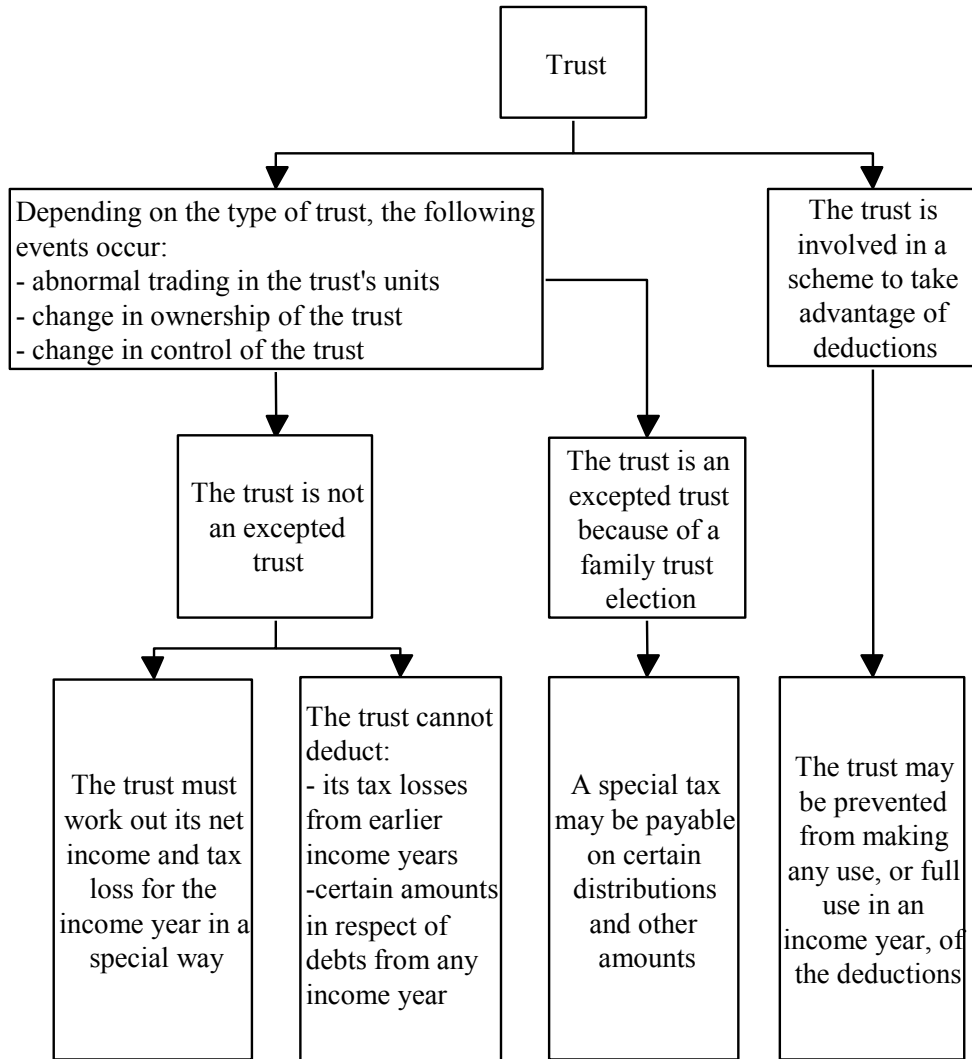 Trust
Depending on the type of trust, the following
events occur:
- abnormal trading in the trust's units
- change in ownership of the trust
- change in control of the trust
The trust is
involved in a
scheme to take
advantage of
deductions
The trust is not
an excepted
trust
The trust is an
excepted trust
because of a
family trust
election
The trust must
work out its net
income and tax
loss for the
income year in a
special way
The trust cannot
deduct:
- its tax losses
from earlier
income years
-certain amounts
in respect of
debts from any
income year
A special tax
may be payable
on certain
distributions
and other
amounts
The trust may
be prevented
from making
any use, or full
use in an
income year, of
the deductions